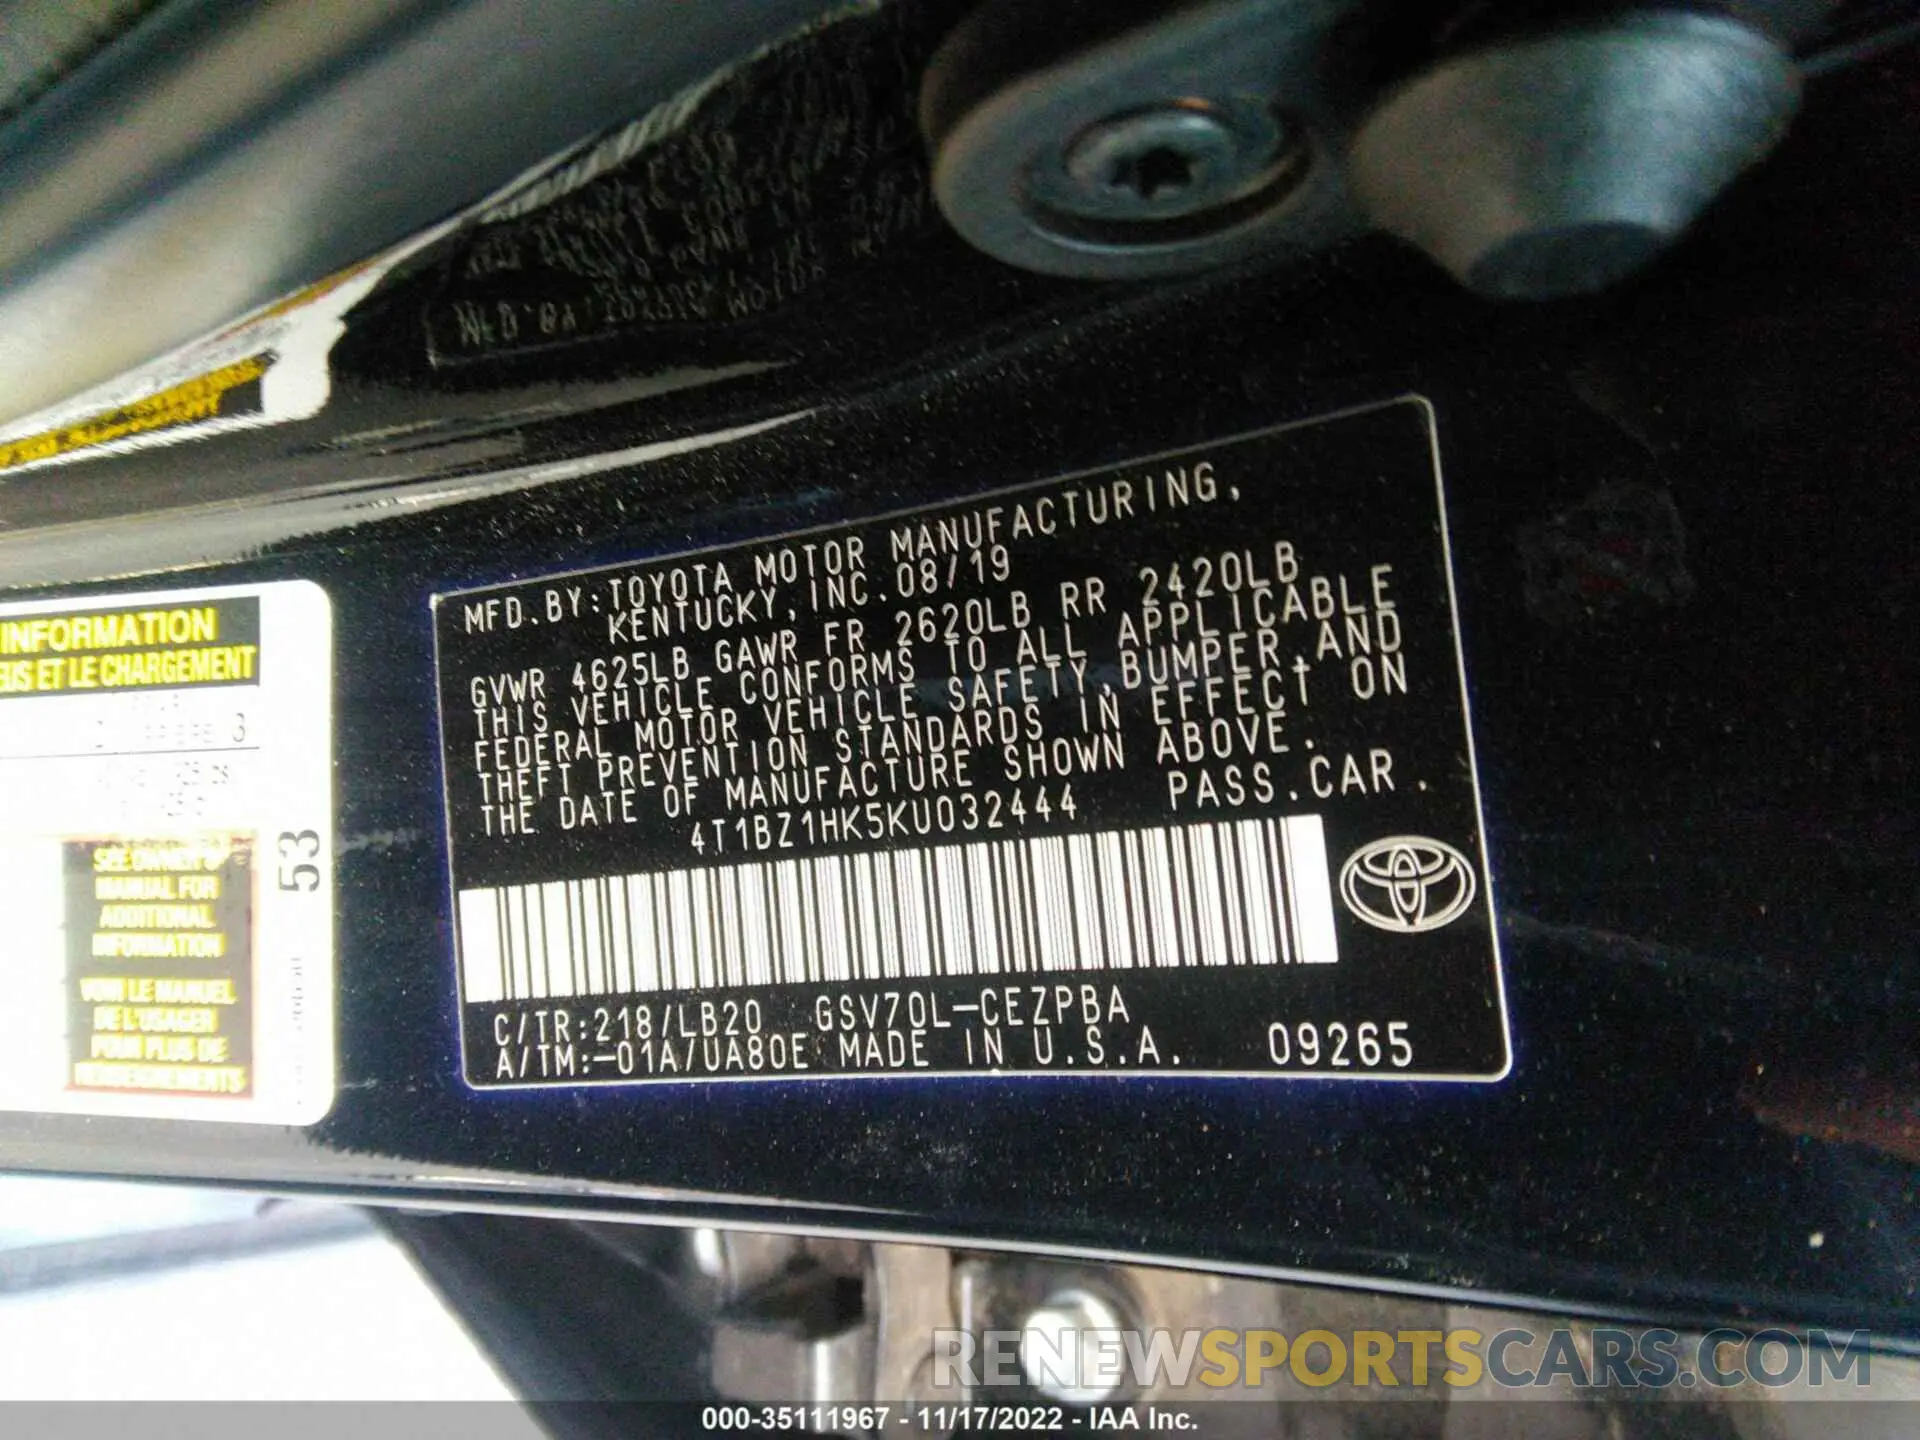 MFD.BY:TOYOTA MOTOR MANUFACTURING,
KENTUCKY, INC.08/19
GVWR 4625LB GAWR FR 2620LB RR 2420LB
THIS VEHICLE CONFORMS TO ALL APPLICABLE
FEDERAL MOTOR VEHICLE SAFETY,BUMPER,AND
THEFT PREVENTION STANDARDS IN EFFECT ON
THE DATE OF MANUFACTURE SHOWN ABOVE.
4T1BZ1HK5KU032444 PASS.CAR.
C/TR:218/LB20 GSV70L-CEZPBA
A/TM:-01A/UA80E MADE IN U.S.A. 09265
INFORMATION
ET LE CHARGEMENT
3
53
SEE OWNER'S
MANUAL FOR
ADDITIONAL
INFORMATION
VOIR LE MANUEL
DE L'USAGER
POUR PLUS DE
RENSEIGNEMENTS
RENEWSPORTSCARS.COM
000-35111967 - 11/17/2022 - IAA Inc.